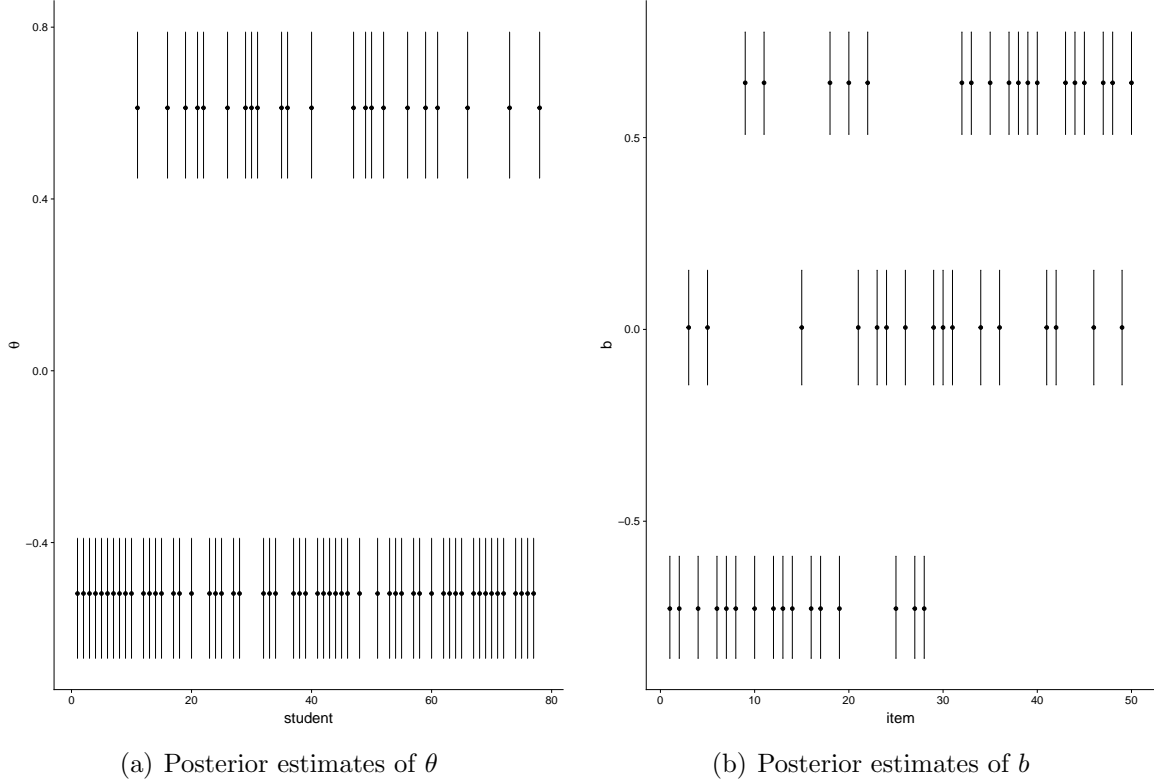 0.8
0.4
0.0
−0.4
θ
0 20 40 60 80
student
(a) Posterior estimates of θ
0.5
0.0
−0.5
b
0 10 20 30 40 50
item
(b) Posterior estimates of b